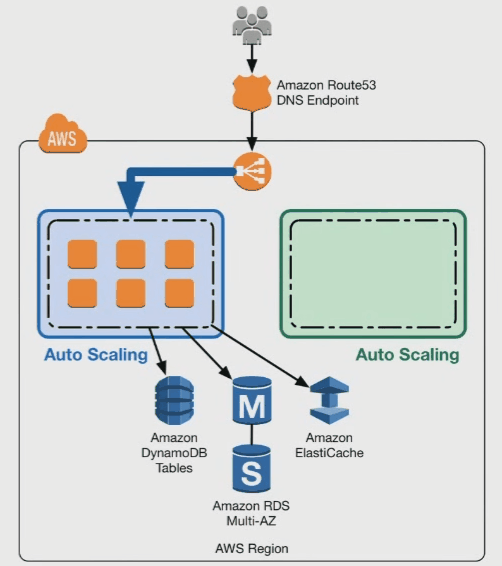 Amazon Route53
DNS Endpoint
AWS
Auto Scaling
Auto Scaling
M
Amazon
DynamoDB
Tables
Amazon
ElastiCache
S
Amazon RDS
Multi-AZ
AWS Region